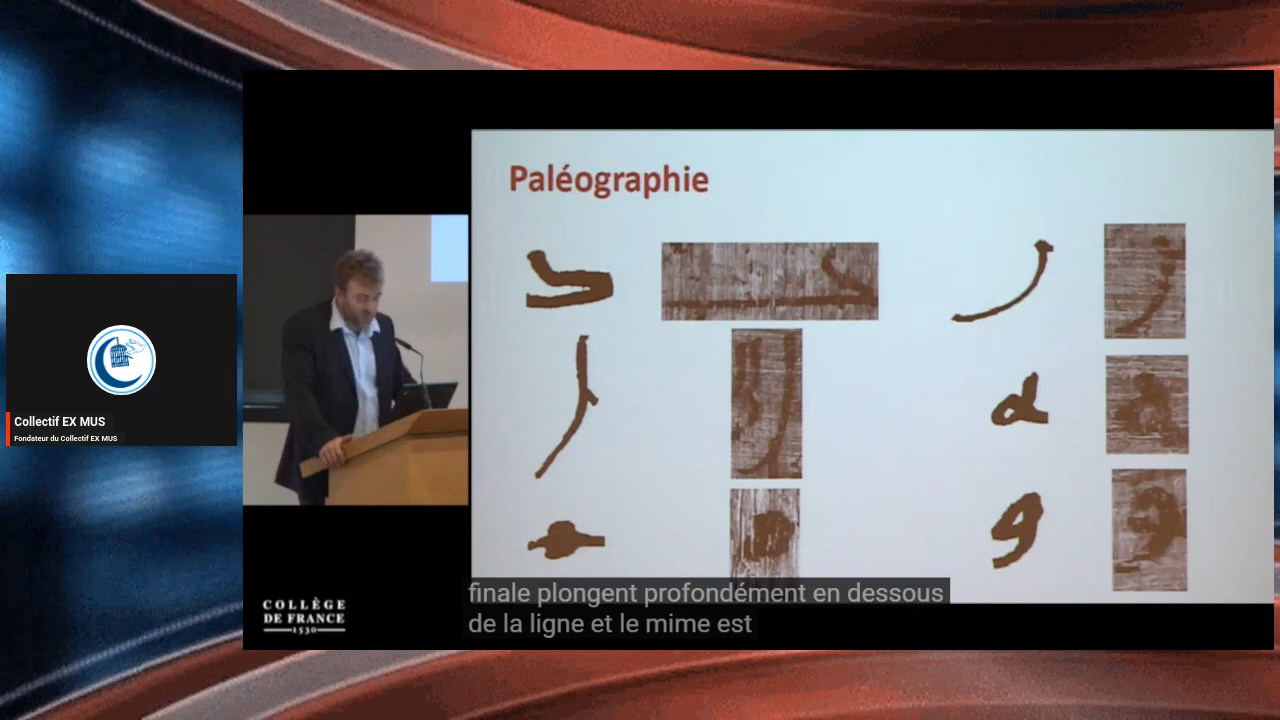 Paléographie
Collectif EX MUS
Fondateur du Collectif EX MUS
COLLÈGE
DE FRANCE
1530
finale plongent profondément en dessous
de la ligne et le mime est